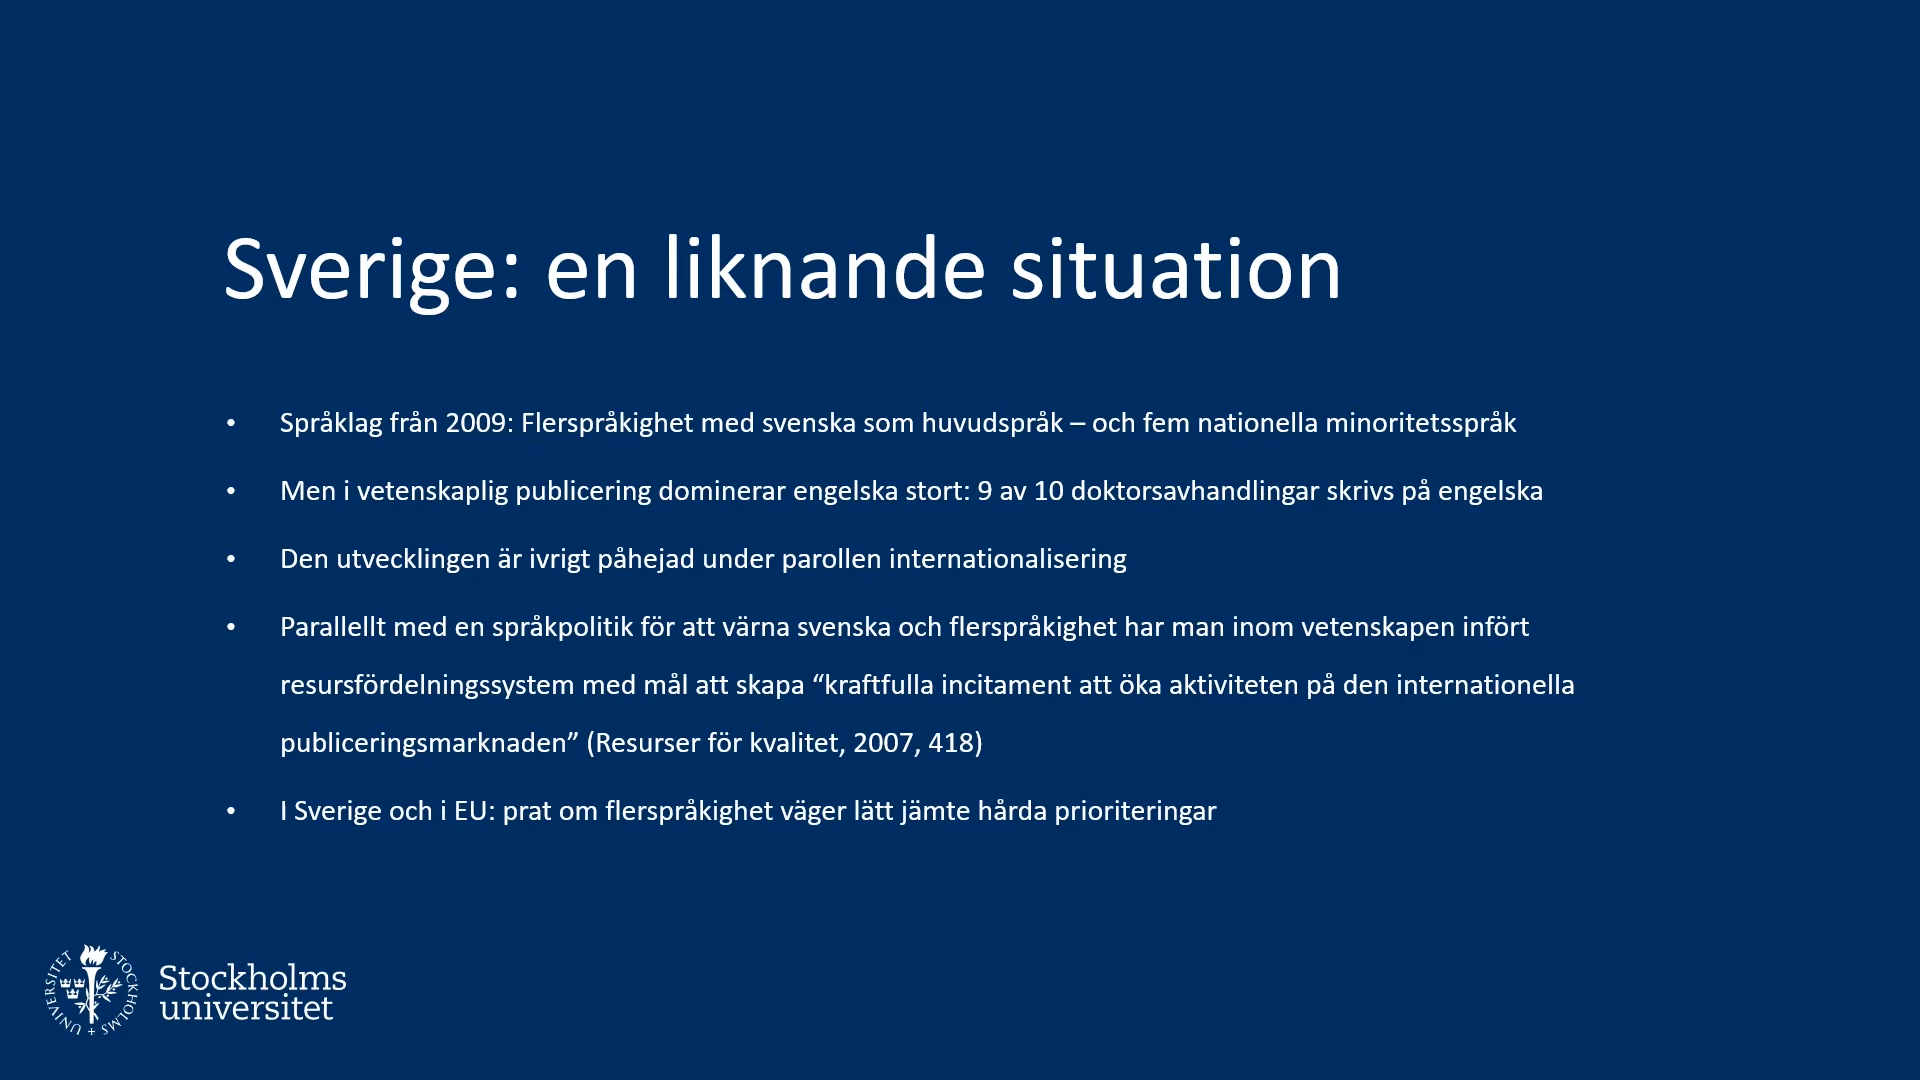 Sverige: en liknande situation
• Språklag från 2009: Flerspråkighet med svenska som huvudspråk – och fem nationella minoritetsspråk
• Men i vetenskaplig publicering dominerar engelska stort: 9 av 10 doktorsavhandlingar skrivs på engelska
• Den utvecklingen är ivrigt påhejad under parollen internationalisering
• Parallellt med en språkpolitik för att värna svenska och flerspråkighet har man inom vetenskapen infört
resursfördelningssystem med mål att skapa “kraftfulla incitament att öka aktiviteten på den internationella
publiceringsmarknaden” (Resurser för kvalitet, 2007, 418)
• I Sverige och i EU: prat om flerspråkighet väger lätt jämte hårda prioriteringar
STOCKHOLMS + UNIVERSITET
Stockholms
universitet